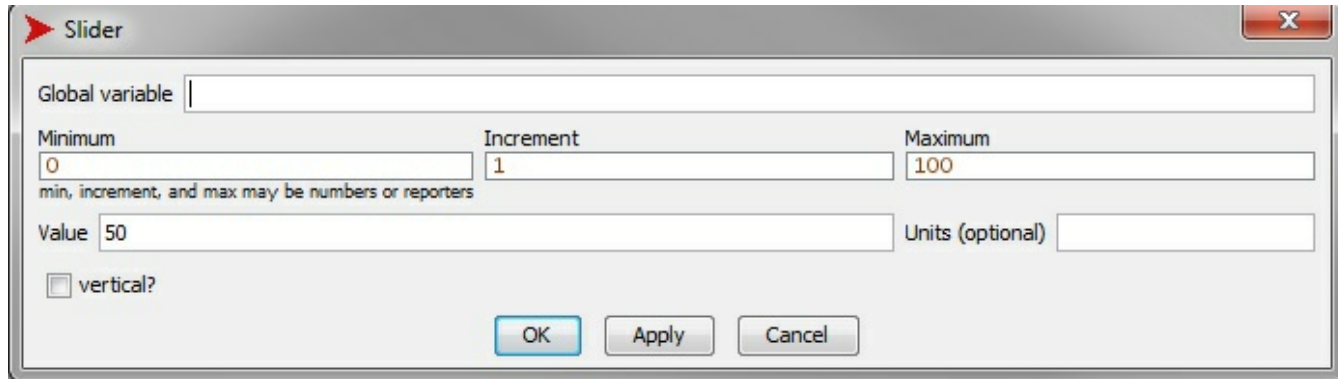 Slider
Global variable
Minimum Increment Maximum
0 1 100
min, increment, and max may be numbers or reporters
Value 50 Units (optional)
vertical?
OK Apply Cancel